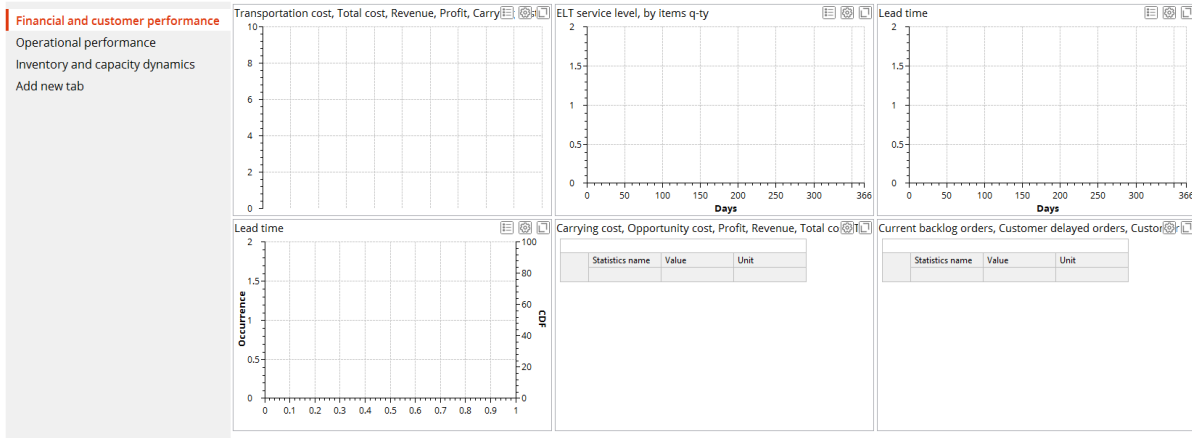 Financial and customer performance
Operational performance
Inventory and capacity dynamics
Add new tab
Transportation cost, Total cost, Revenue, Profit, Carry
10
8
6
4
2
0
ELT service level, by items q-ty
2
1.5
1
0.5
0
0 50 100 150 200 250 300 366
Days
Lead time
2
1.5
1
0.5
0
0 50 100 150 200 250 300 366
Days
Lead time
2
1.5
1
0.5
0
Occurrence
100
80
60
40
20
0
CDF
0 0.1 0.2 0.3 0.4 0.5 0.6 0.7 0.8 0.9 1
Carrying cost, Opportunity cost, Profit, Revenue, Total co
Statistics name Value Unit
Current backlog orders, Customer delayed orders, Custom
Statistics name Value Unit